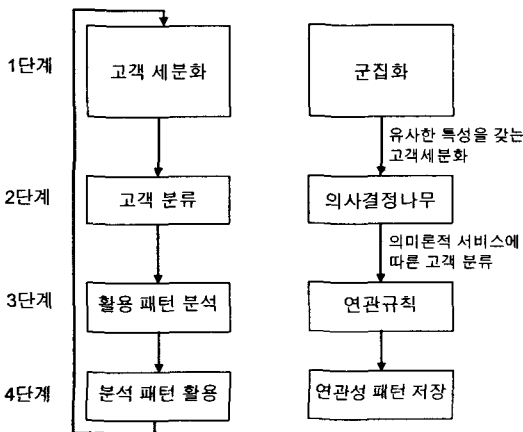 1단계
고객 세분화
군집화
유사한 특성을 갖는
고객세분화
2단계
고객 분류
의사결정나무
의미론적 서비스에
따른 고객 분류
3단계
활용 패턴 분석
연관규칙
4단계
분석 패턴 활용
연관성 패턴 저장